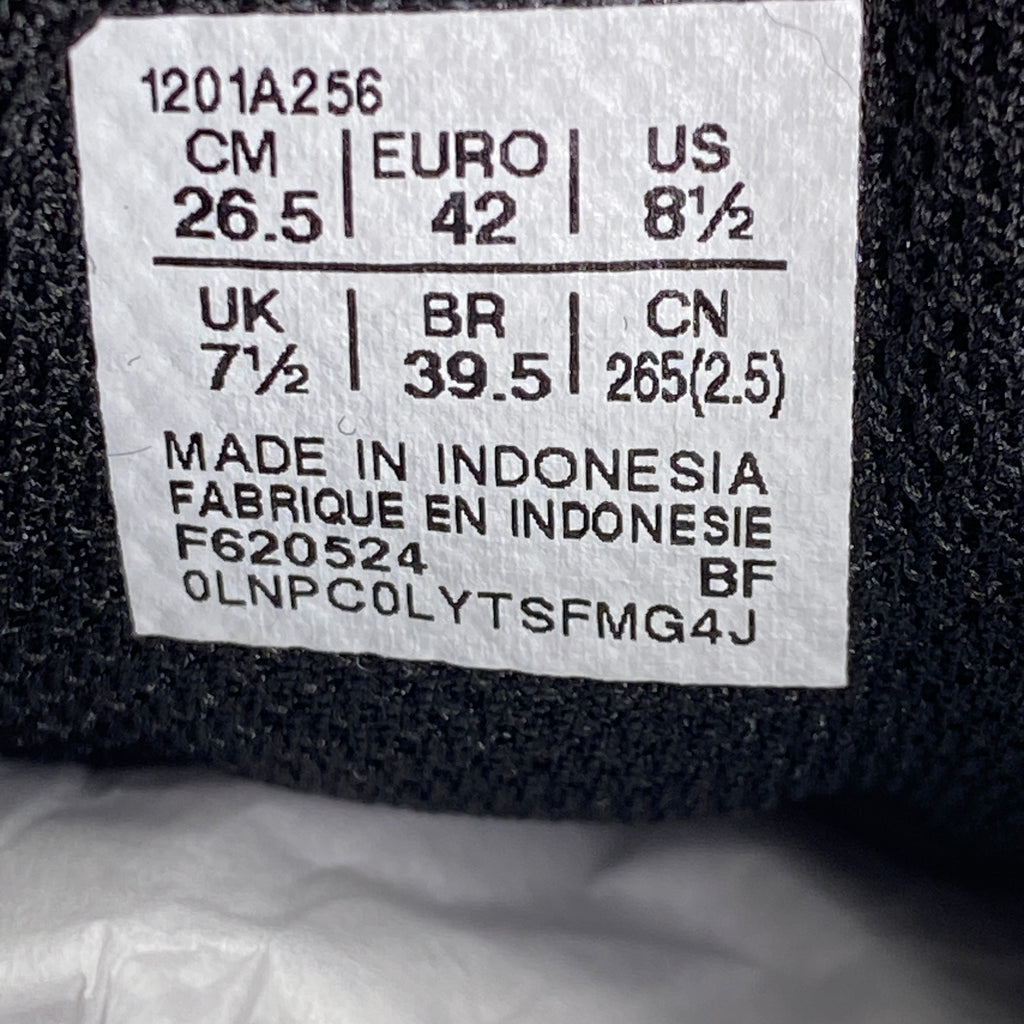 1201A256
CM | EURO | US
26.5 | 42 | 8½
UK | BR | CN
7½ | 39.5 | 265(2.5)
MADE IN INDONESIA
FABRIQUE EN INDONESIE
F620524 BF
0LNPC0LYTSFMG4J